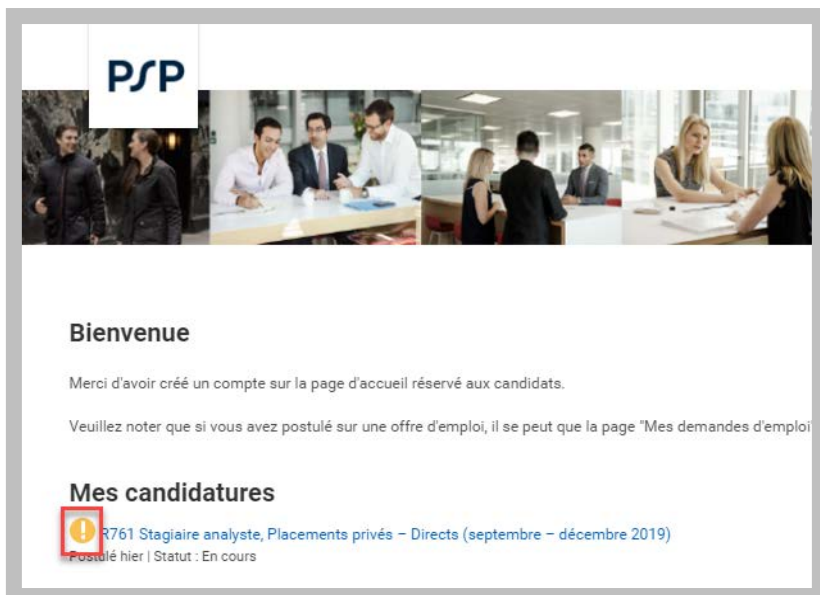 PSP
Bienvenue
Merci d'avoir créé un compte sur la page d'accueil réservé aux candidats.
Veuillez noter que si vous avez postulé sur une offre d'emploi, il se peut que la page "Mes demandes d'emploi"
Mes candidatures
R761 Stagiaire analyste, Placements privés – Directs (septembre – décembre 2019)
Postulé hier | Statut : En cours